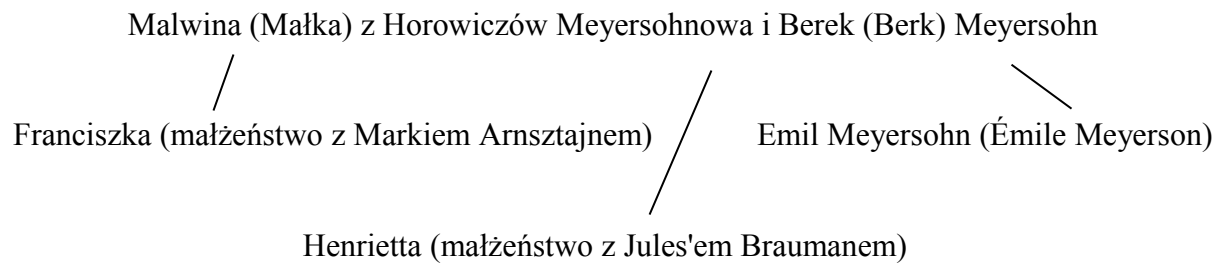 Malwina (Małka) z Horowiczów Meyersohnowa i Berek (Berk) Meyersohn
Franciszka (małżeństwo z Markiem Arnsztajnem) Emil Meyersohn (Émile Meyerson)
Henrietta (małżeństwo z Jules'em Braumanem)